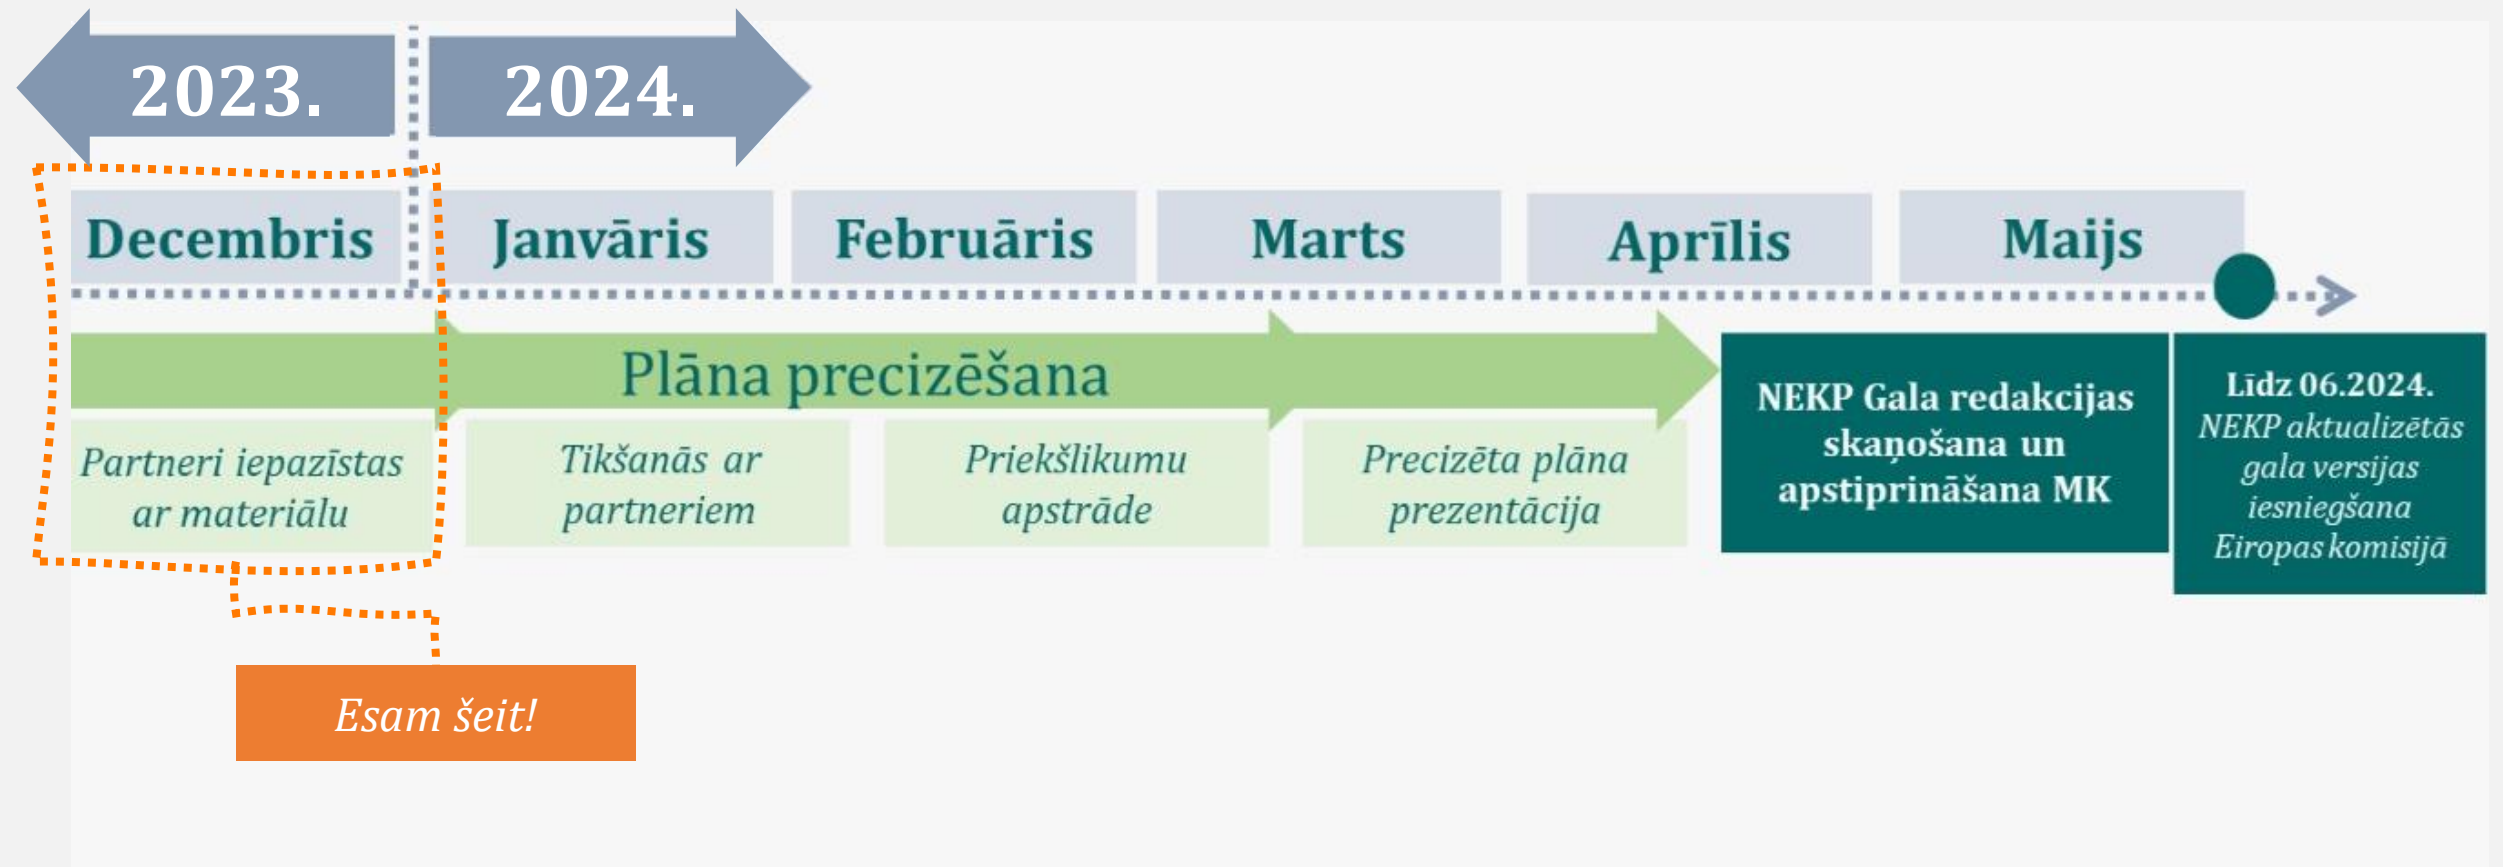 2023.
2024.
Decembris
Janvāris
Februāris
Marts
Aprīlis
Maijs
Plāna precizēšana
Partneri iepazīstas
ar materiālu
Tikšanās ar
partneriem
Priekšlikumu
apstrāde
Precizēta plāna
prezentācija
NEKP Gala redakcijas
skaņošana un
apstiprināšana MK
Līdz 06.2024.
NEKP aktualizētās
gala versijas
iesniegšana
Eiropas komisijā
Esam šeit!